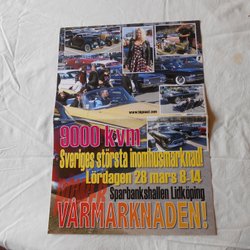 9000 kvm
Sveriges största inomhusmarknad!
Lördagen 28 mars 8-14
Sparbankshallen Lidköping
VÅRMARKNADEN!